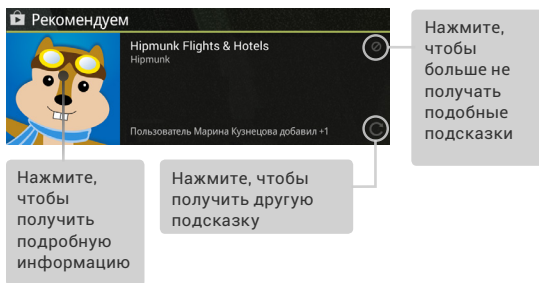 Рекомендуем
Hipmunk Flights & Hotels
Hipmunk
Пользователь Марина Кузнецова добавил +1
Нажмите,
чтобы
больше не
получать
подобные
подсказки
Нажмите,
чтобы
получить
подробную
информацию
Нажмите, чтобы
получить другую
подсказку